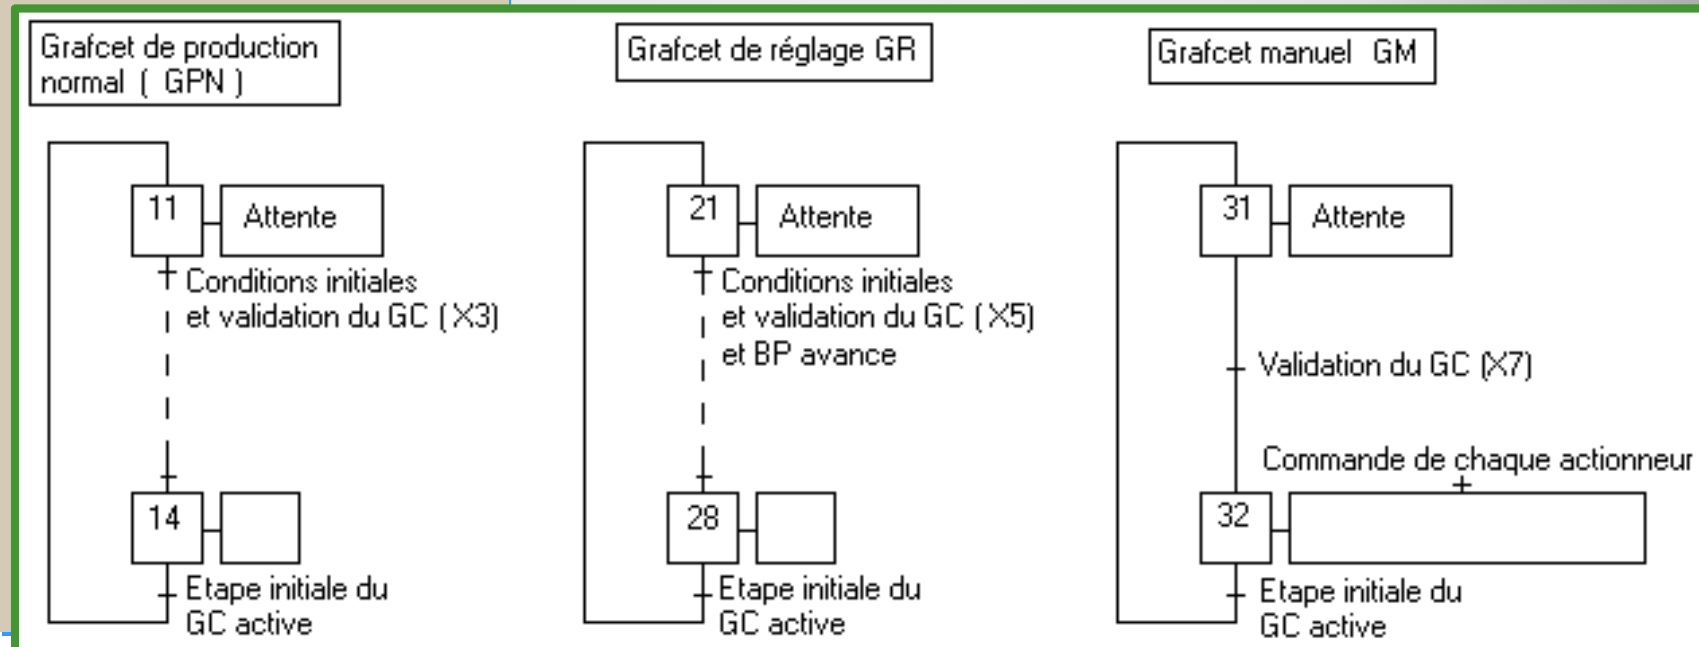 Grafcet de production
normal ( GPN )
11
Attente
Conditions initiales
et validation du GC (X3)
14
Etape initiale du
GC active
Grafcet de réglage GR
21
Attente
Conditions initiales
et validation du GC (X5)
et BP avance
28
Etape initiale du
GC active
Grafcet manuel GM
31
Attente
Validation du GC (X7)
Commande de chaque actionneur
32
Etape initiale du
GC active